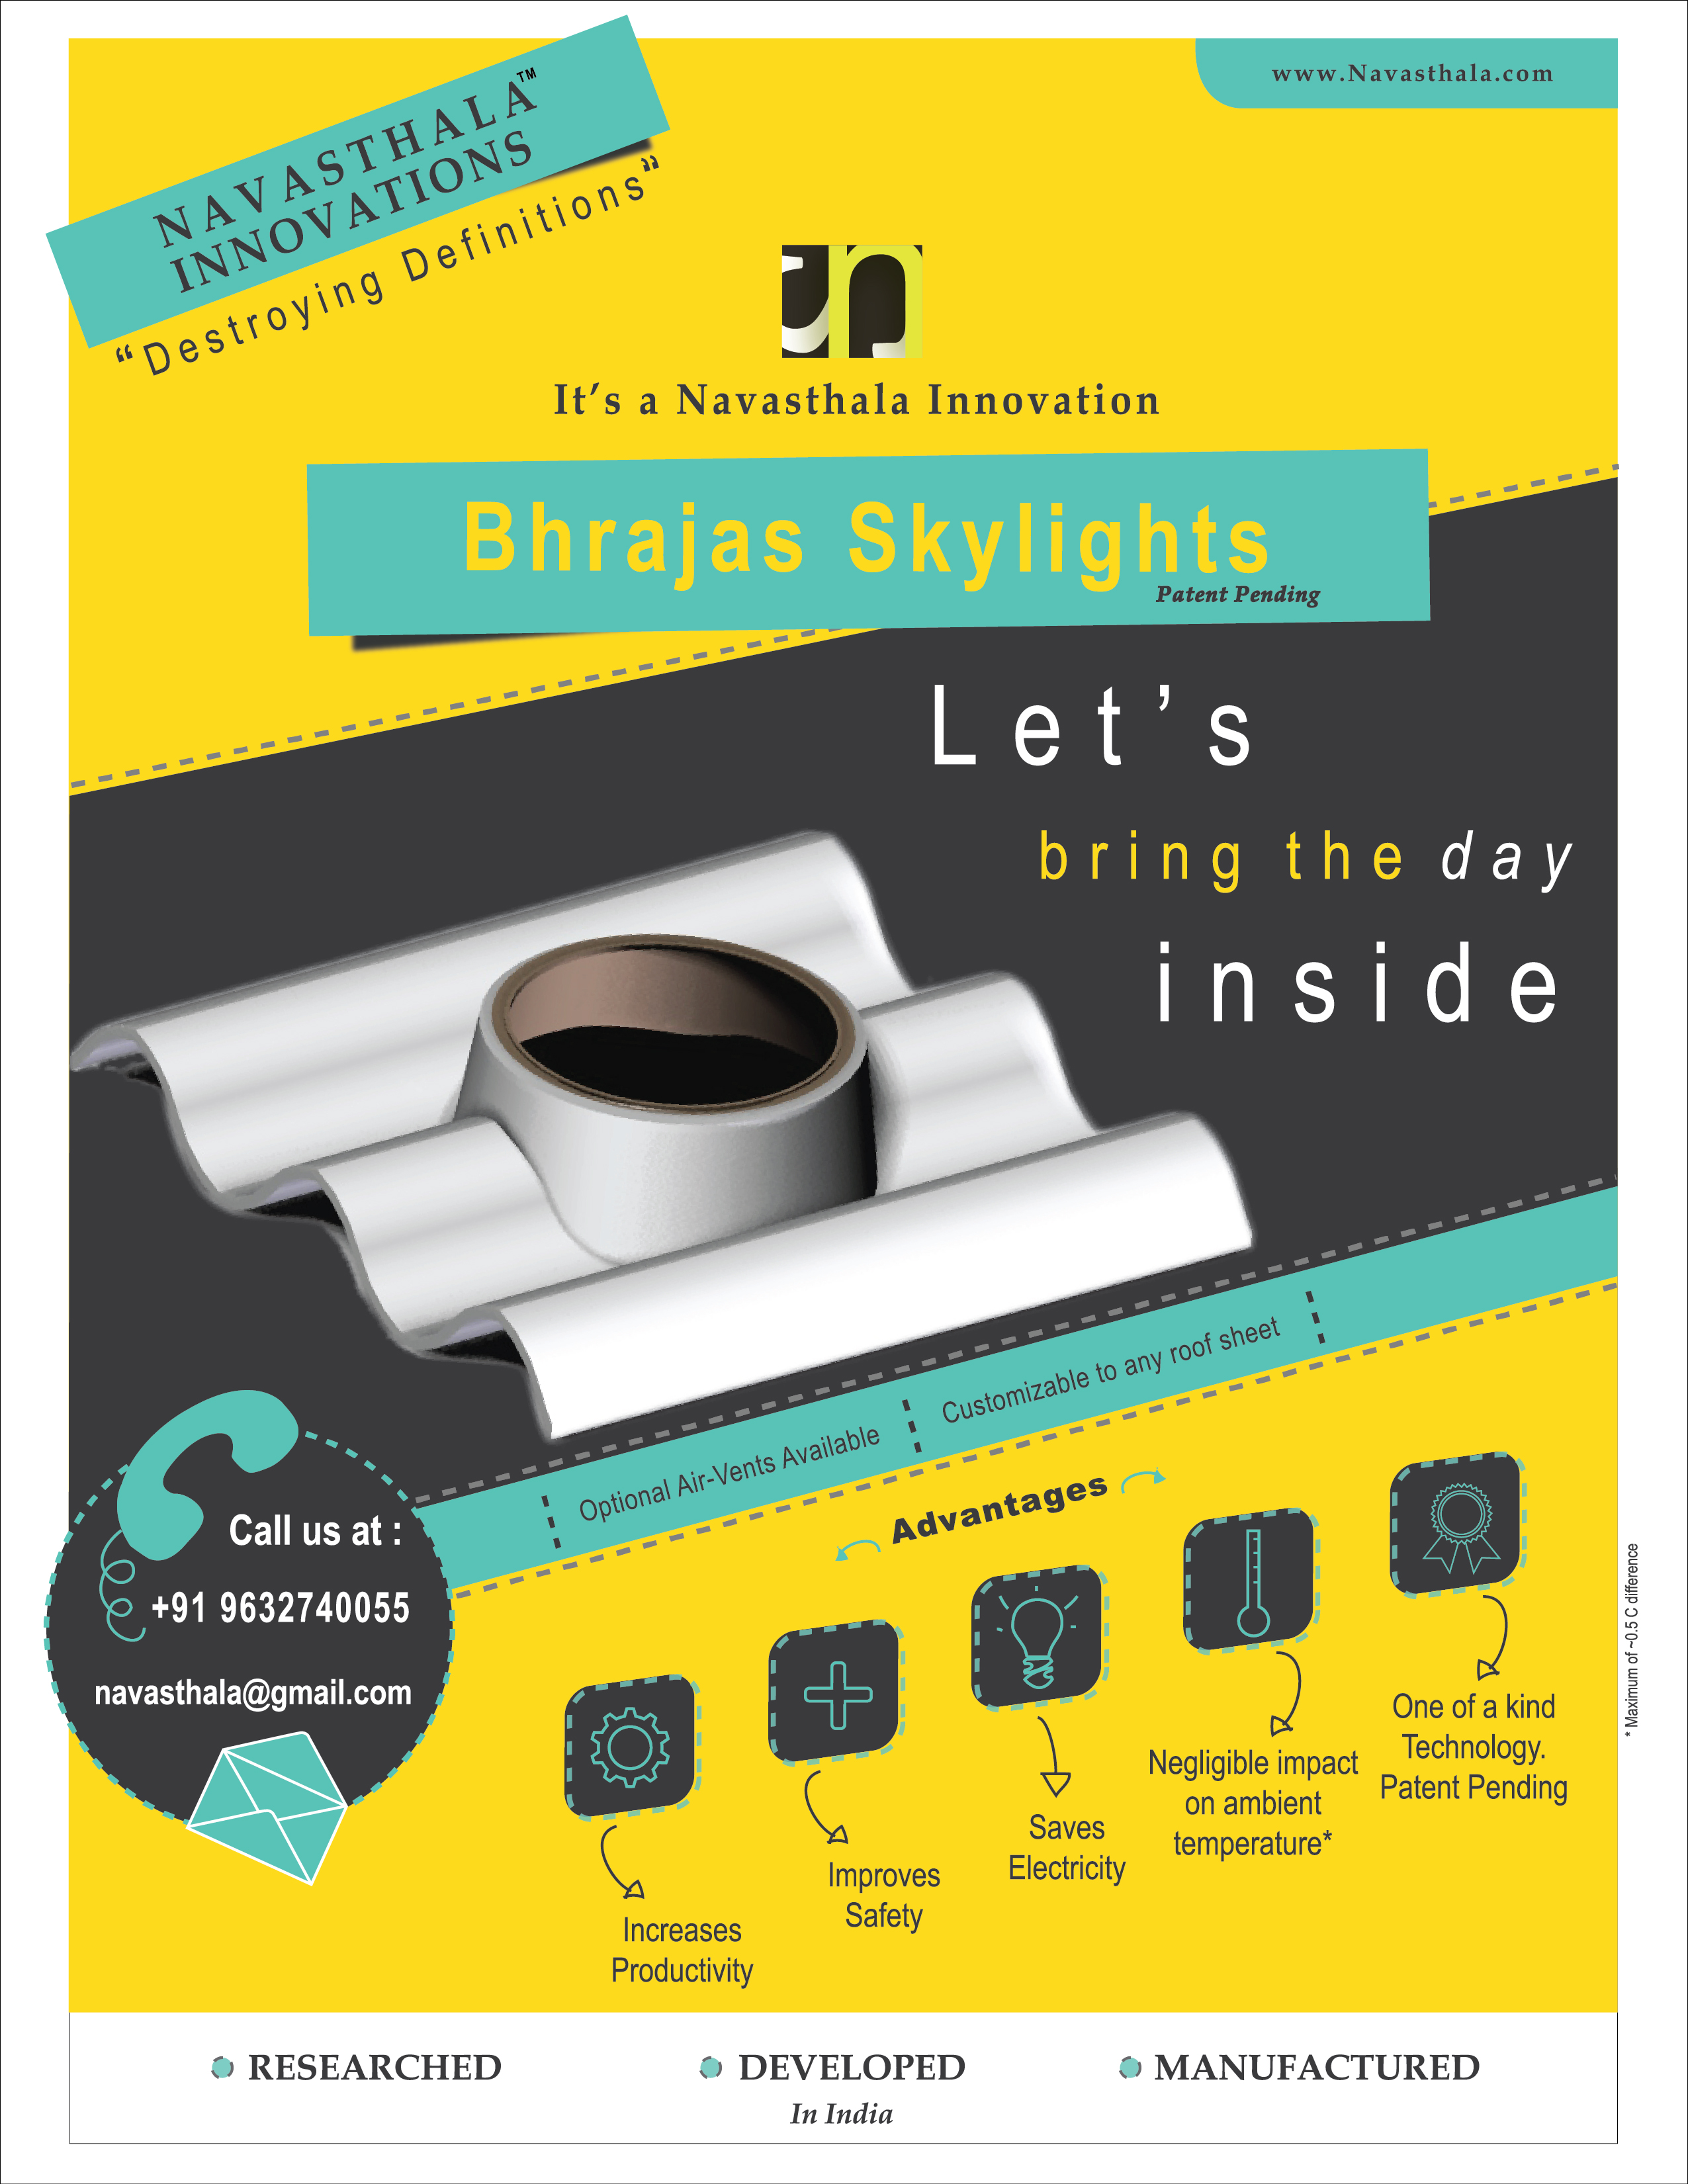 www.Navasthala.com
NAVASTHALA™
INNOVATIONS
“Destroying Definitions“
It’s a Navasthala Innovation
Bhrajas Skylights
Patent Pending
Let’s
bring the day
inside
Optional Air-Vents Available
Customizable to any roof sheet
Advantages
Call us at :
+91 9632740055
navasthala@gmail.com
Increases
Productivity
Improves
Safety
Saves
Electricity
Negligible impact
on ambient
temperature*
One of a kind
Technology.
Patent Pending
* Maximum of ~0.5 C difference
RESEARCHED
DEVELOPED
MANUFACTURED
In India